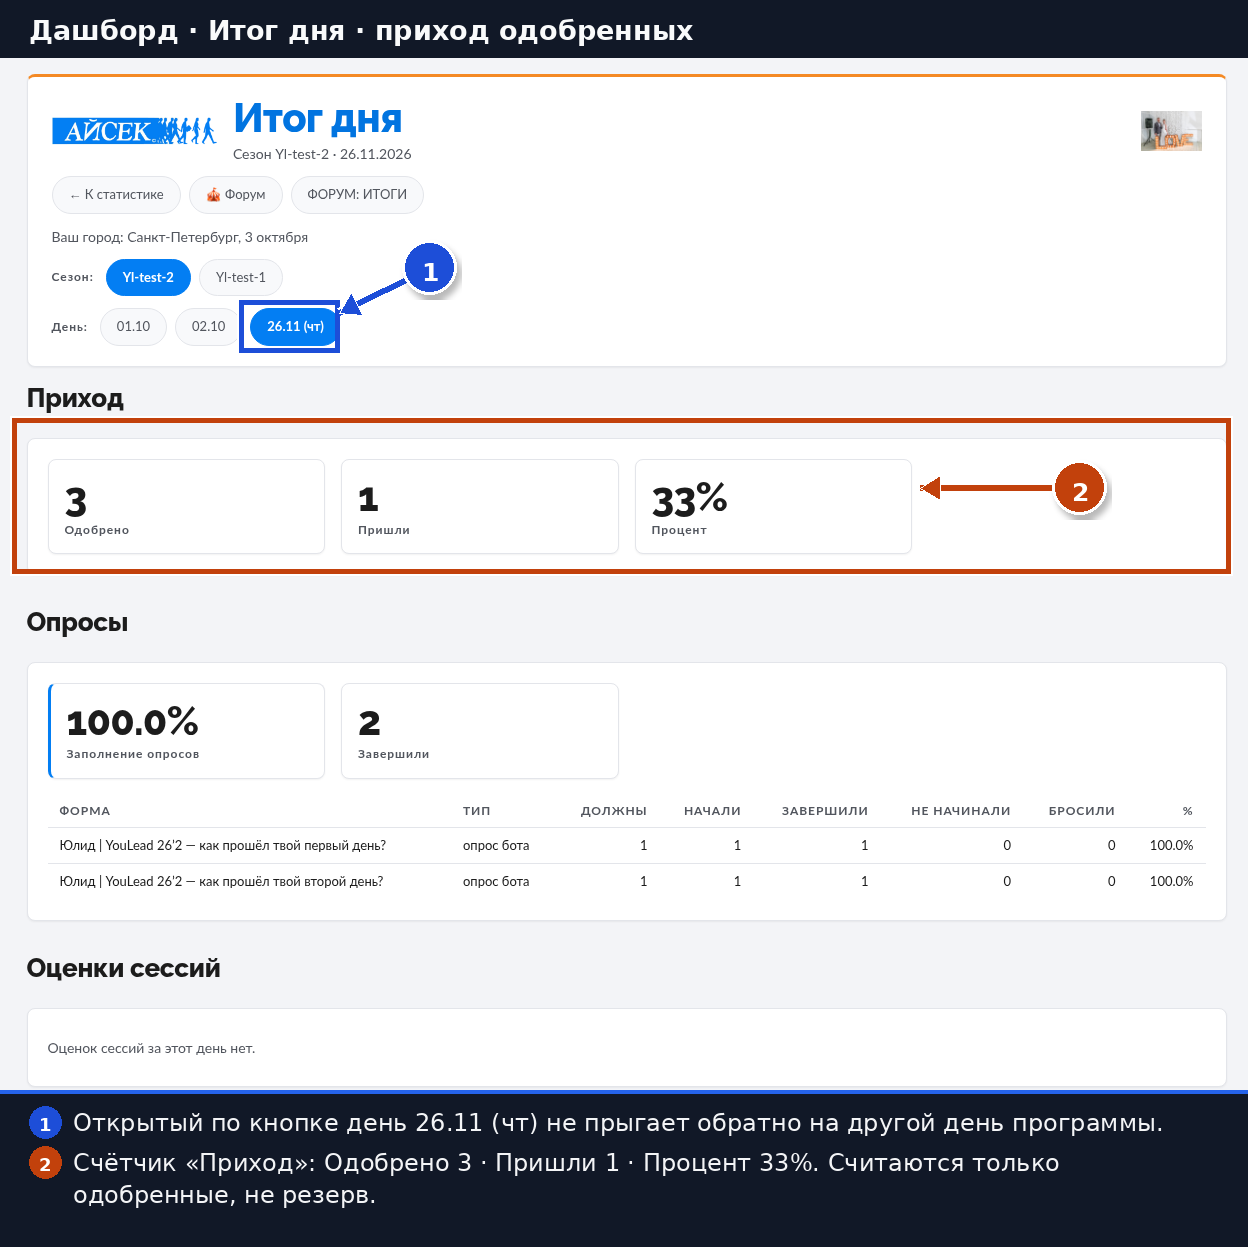 Дашборд · Итог дня · приход одобренных
АЙСЕК
Итог дня
Сезон Yl-test-2 · 26.11.2026
LOVE
← К статистике
🎪 Форум
ФОРУМ: ИТОГИ
Ваш город: Санкт-Петербург, 3 октября
1
Сезон: Yl-test-2 Yl-test-1
День: 01.10 02.10 26.11 (чт)
Приход
3
Одобрено
1
Пришли
33%
Процент
2
Опросы
100.0%
Заполнение опросов
2
Завершили
ФОРМА ТИП ДОЛЖНЫ НАЧАЛИ ЗАВЕРШИЛИ НЕ НАЧИНАЛИ БРОСИЛИ %
Юлид | YouLead 26'2 — как прошёл твой первый день? опрос бота 1 1 1 0 0 100.0%
Юлид | YouLead 26'2 — как прошёл твой второй день? опрос бота 1 1 1 0 0 100.0%
Оценки сессий
Оценок сессий за этот день нет.
1 Открытый по кнопке день 26.11 (чт) не прыгает обратно на другой день программы.
2 Счётчик «Приход»: Одобрено 3 · Пришли 1 · Процент 33%. Считаются только
одобренные, не резерв.